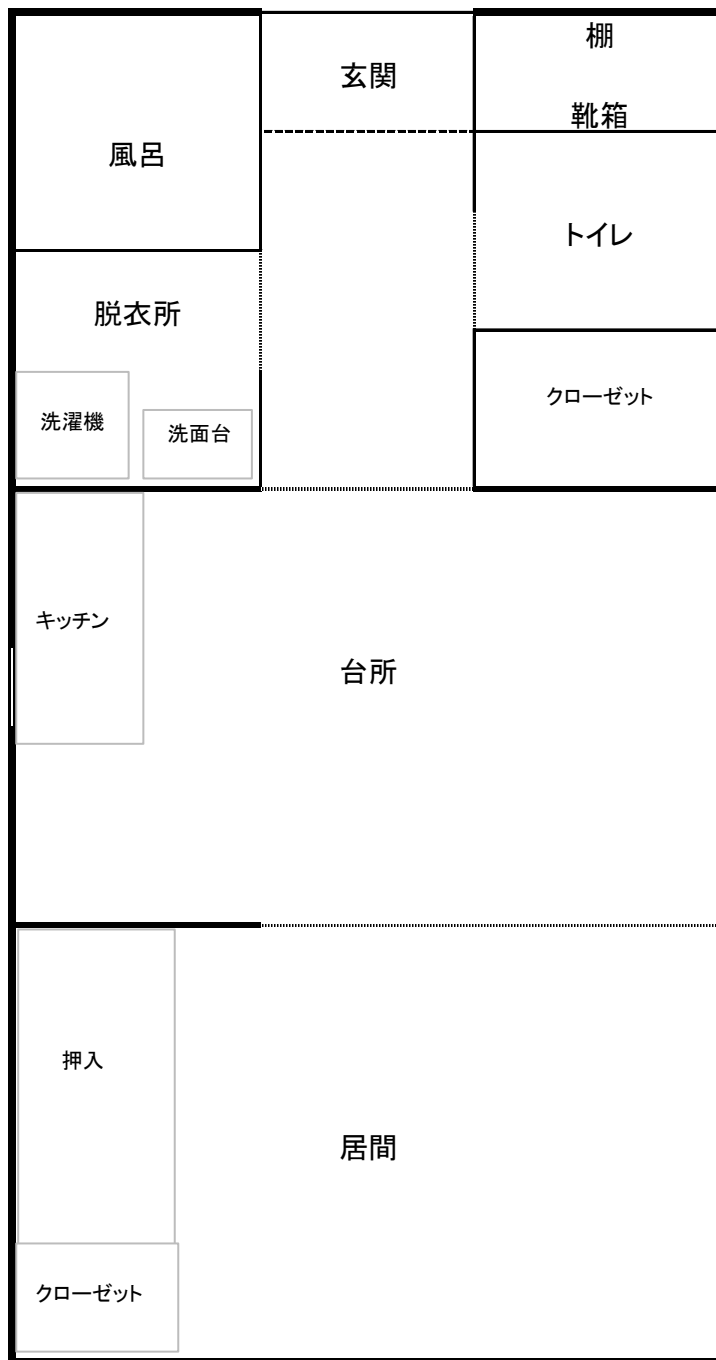 棚
玄関
靴箱
風呂
トイレ
脱衣所
クローゼット
洗濯機
洗面台
キッチン
台所
押入
居間
クローゼット